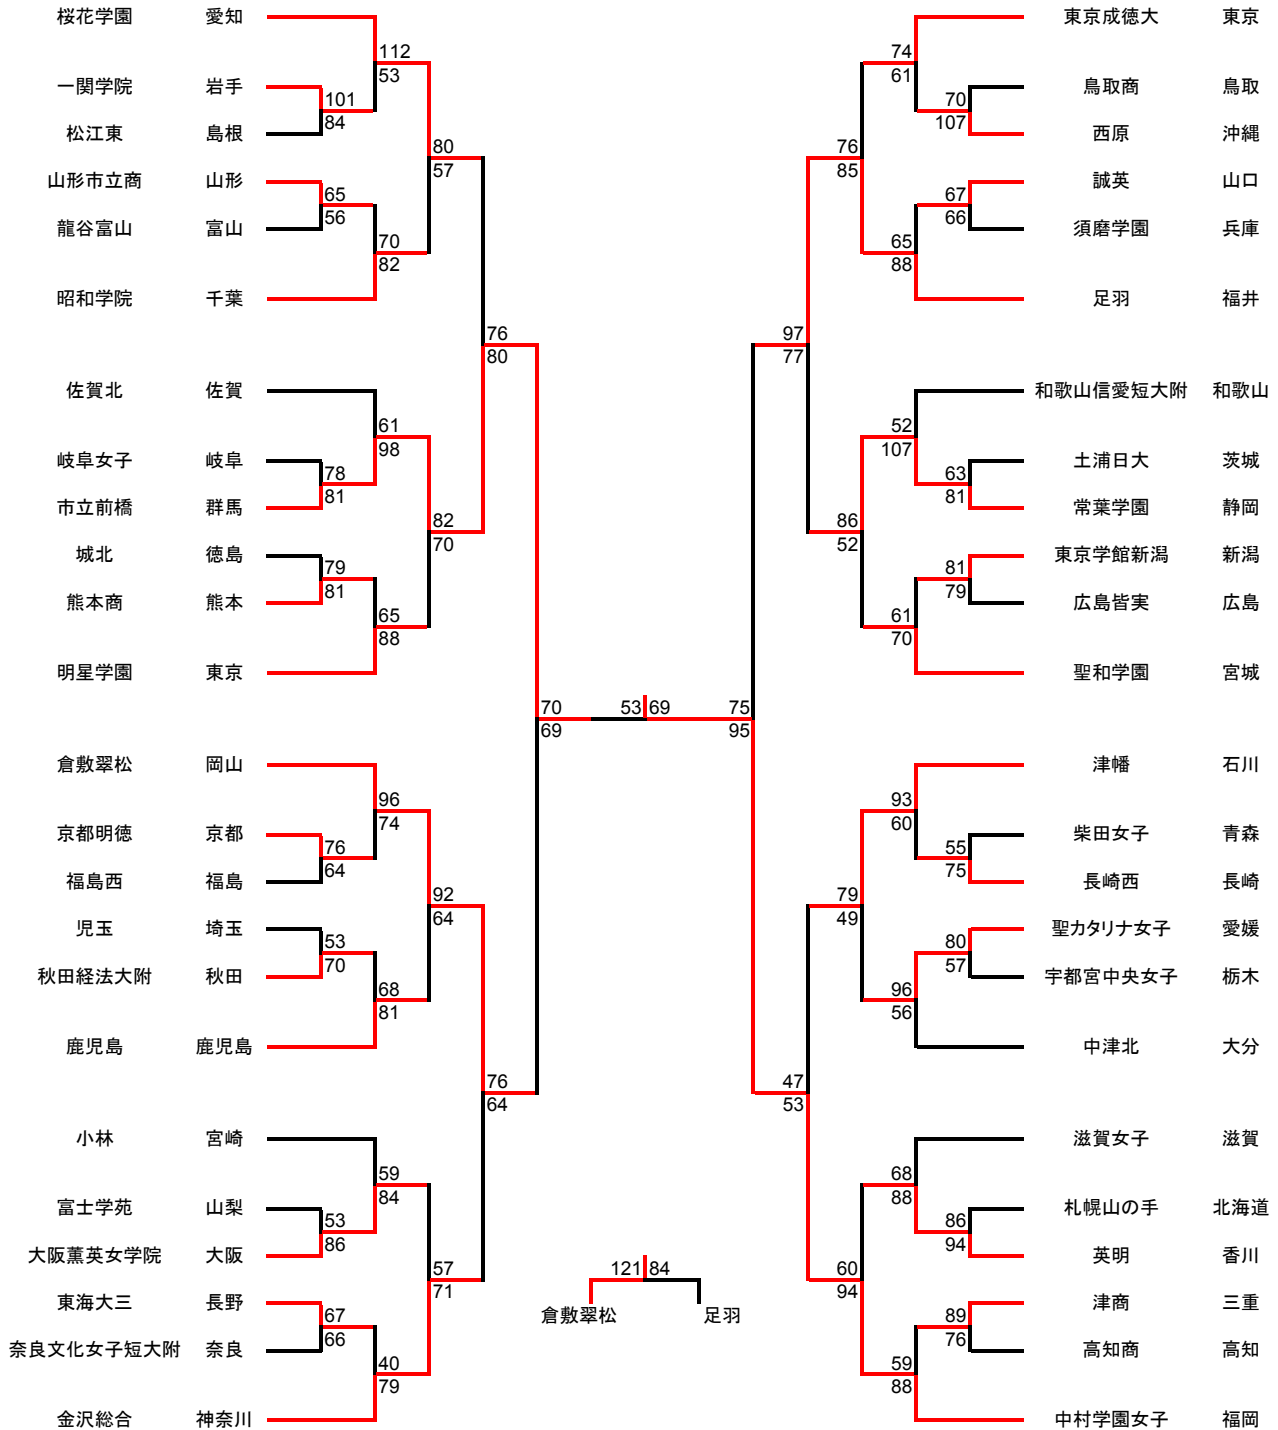 桜花学園 愛知
112
53
一関学院 岩手
101
84
松江東 島根
80
57
山形市立商 山形
65
56
龍谷富山 富山
70
82
昭和学院 千葉
76
80
佐賀北 佐賀
61
98
岐阜女子 岐阜
78
81
市立前橋 群馬
82
70
城北 徳島
79
81
熊本商 熊本
65
88
明星学園 東京
70
69
倉敷翠松 岡山
96
74
京都明徳 京都
76
64
福島西 福島
92
64
児玉 埼玉
53
70
秋田経法大附 秋田
68
81
鹿児島 鹿児島
76
64
小林 宮崎
59
84
富士学苑 山梨
53
86
大阪薫英女学院 大阪
57
71
東海大三 長野
67
66
奈良文化女子短大附 奈良
40
79
金沢総合 神奈川
53 69
121 84
倉敷翠松 足羽
東京成徳大 東京
74
61
鳥取商 鳥取
70
107
西原 沖縄
76
85
誠英 山口
67
66
須磨学園 兵庫
65
88
足羽 福井
97
77
和歌山信愛短大附 和歌山
52
107
土浦日大 茨城
63
81
常葉学園 静岡
86
52
東京学館新潟 新潟
81
79
広島皆実 広島
61
70
聖和学園 宮城
75
95
津幡 石川
93
60
柴田女子 青森
55
75
長崎西 長崎
79
49
聖カタリナ女子 愛媛
80
57
宇都宮中央女子 栃木
96
56
中津北 大分
47
53
滋賀女子 滋賀
68
88
札幌山の手 北海道
86
94
英明 香川
60
94
津商 三重
89
76
高知商 高知
59
88
中村学園女子 福岡